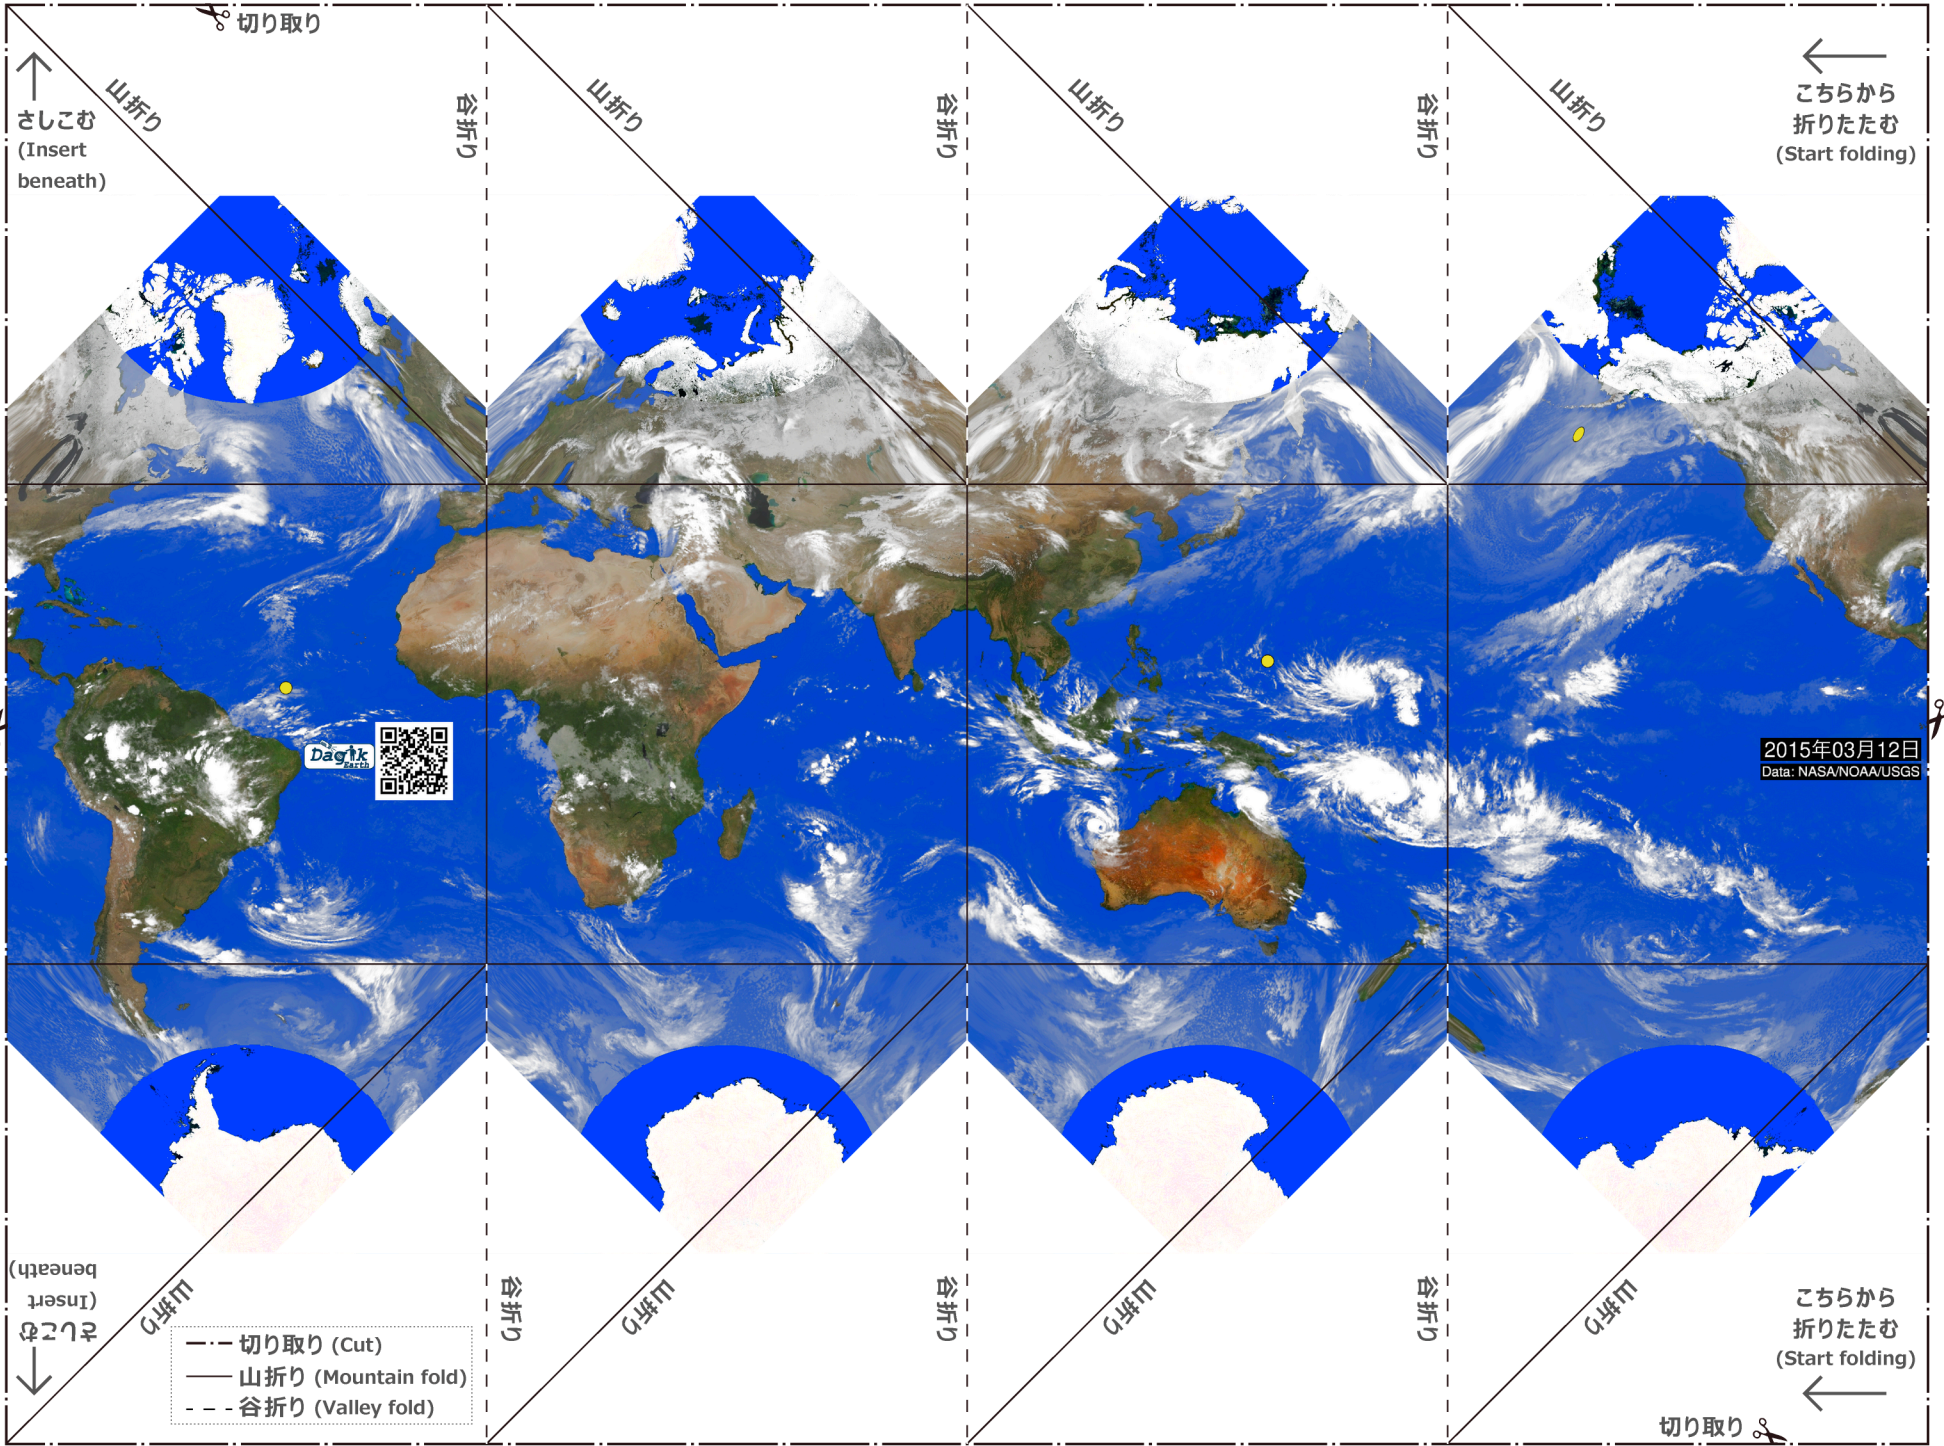 切り取り
山折り
谷折り
山折り
谷折り
山折り
谷折り
山折り
さしこむ
(Insert
beneath)
こちらから
折りたたむ
(Start folding)
Dagik
Earth
2015年03月12日
Data: NASA/NOAA/USGS
さしこむ
(Insert
beneath)
山折り
谷折り
山折り
谷折り
山折り
谷折り
山折り
こちらから
折りたたむ
(Start folding)
切り取り (Cut)
山折り (Mountain fold)
谷折り (Valley fold)
切り取り